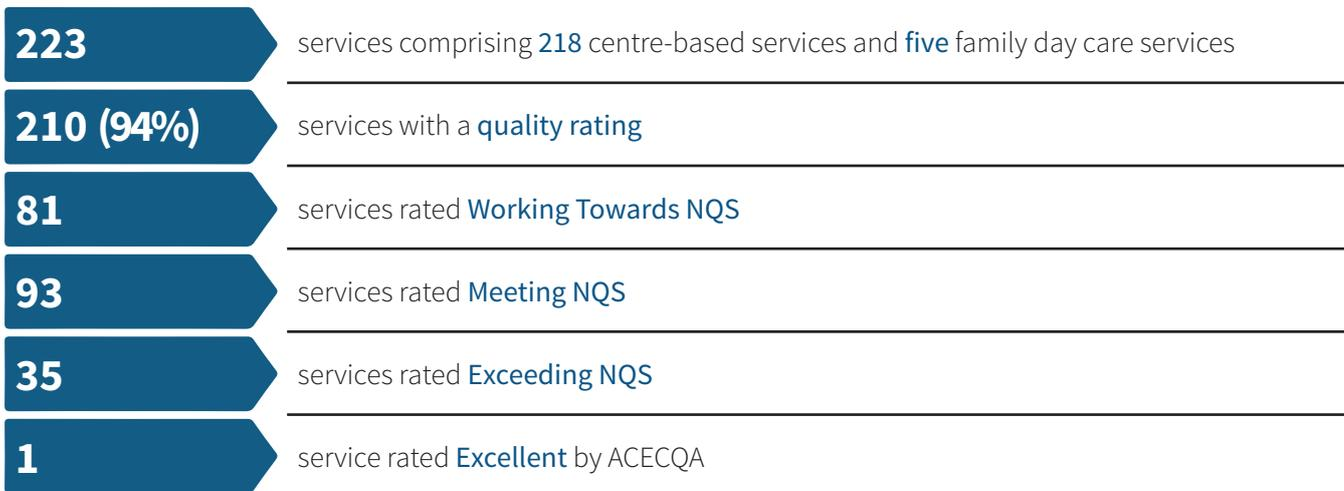 223 services comprising 218 centre-based services and five family day care services
210 (94%) services with a quality rating
81 services rated Working Towards NQS
93 services rated Meeting NQS
35 services rated Exceeding NQS
1 service rated Excellent by ACECQA